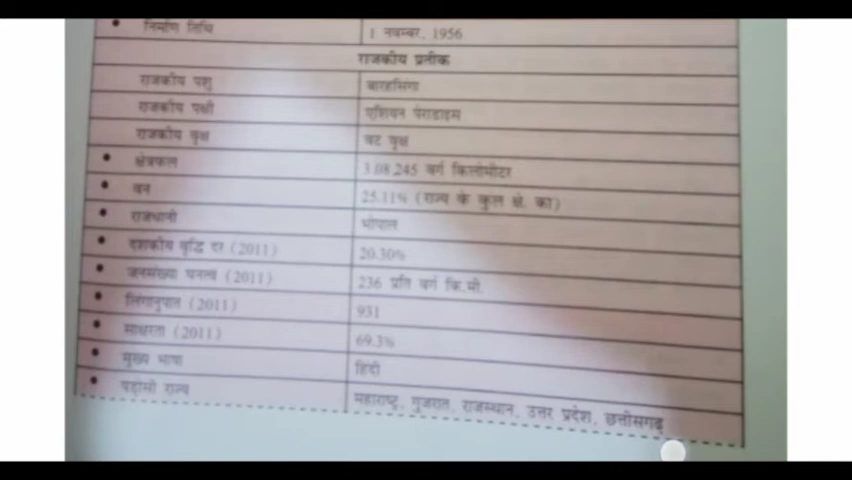 निर्माण तिथि 1 नवम्बर, 1956
राजकीय प्रतीक
राजकीय पशु बारहसिंगा
राजकीय पक्षी एशियन पैराडाइस
राजकीय वृक्ष वट वृक्ष
• क्षेत्रफल 3,08,245 वर्ग किलोमीटर
• वन 25.11% (राज्य के कुल क्षे. का)
• राजधानी भोपाल
• दशकीय वृद्धि दर (2011) 20.30%
• जनसंख्या घनत्व (2011) 236 प्रति वर्ग कि.मी.
• लिंगानुपात (2011) 931
• साक्षरता (2011) 69.3%
• मुख्य भाषा हिंदी
• पड़ोसी राज्य महाराष्ट्र, गुजरात, राजस्थान, उत्तर प्रदेश, छत्तीसगढ़